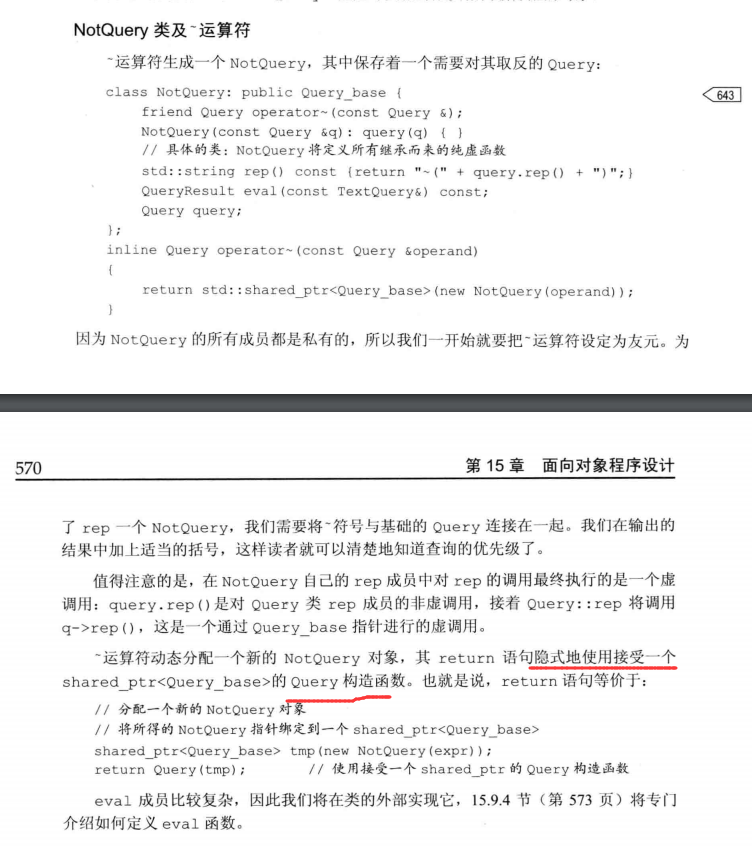 NotQuery 类及~运算符
~运算符生成一个 NotQuery，其中保存着一个需要对其取反的 Query：
class NotQuery: public Query_base {
643
friend Query operator~(const Query &);
NotQuery(const Query &q): query(q) { }
// 具体的类：NotQuery 将定义所有继承而来的纯虚函数
std::string rep() const {return "~(" + query.rep() + ")";}
QueryResult eval(const TextQuery&) const;
Query query;
};
inline Query operator~(const Query &operand)
{
return std::shared_ptr<Query_base>(new NotQuery(operand));
}
因为 NotQuery 的所有成员都是私有的，所以我们一开始就要把~运算符设定为友元。为
570
第 15 章 面向对象程序设计
了 rep 一个 NotQuery，我们需要将~符号与基础的 Query 连接在一起。我们在输出的
结果中加上适当的括号，这样读者就可以清楚地知道查询的优先级了。
值得注意的是，在 NotQuery 自己的 rep 成员中对 rep 的调用最终执行的是一个虚
调用：query.rep()是对 Query 类 rep 成员的非虚调用，接着 Query::rep 将调用
q->rep()，这是一个通过 Query_base 指针进行的虚调用。
~运算符动态分配一个新的 NotQuery 对象，其 return 语句隐式地使用接受一个
shared_ptr<Query_base>的 Query 构造函数。也就是说，return 语句等价于：
// 分配一个新的 NotQuery 对象
// 将所得的 NotQuery 指针绑定到一个 shared_ptr<Query_base>
shared_ptr<Query_base> tmp(new NotQuery(expr));
return Query(tmp); // 使用接受一个 shared_ptr 的 Query 构造函数
eval 成员比较复杂，因此我们将在类的外部实现它，15.9.4 节（第 573 页）将专门
介绍如何定义 eval 函数。